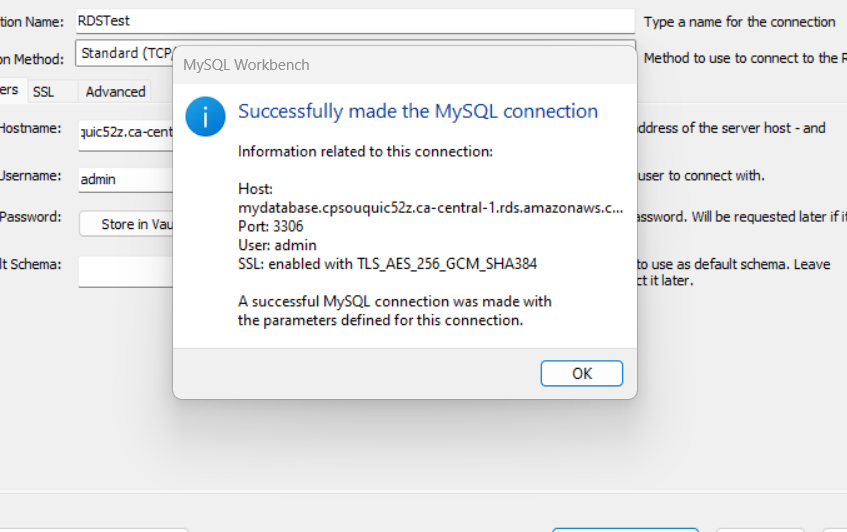 tion Name: RDSTest Type a name for the connection
on Method: Standard (TCP/ Method to use to connect to the R
MySQL Workbench
ers SSL Advanced
Successfully made the MySQL connection
Hostname: quic52z.ca-cent address of the server host - and
Information related to this connection:
Username: admin user to connect with.
Host:
mydatabase.cpsouquic52z.ca-central-1.rds.amazonaws.c...
Password: Store in Vau assword. Will be requested later if it
Port: 3306
User: admin
lt Schema: to use as default schema. Leave
SSL: enabled with TLS_AES_256_GCM_SHA384
ct it later.
A successful MySQL connection was made with
the parameters defined for this connection.
OK